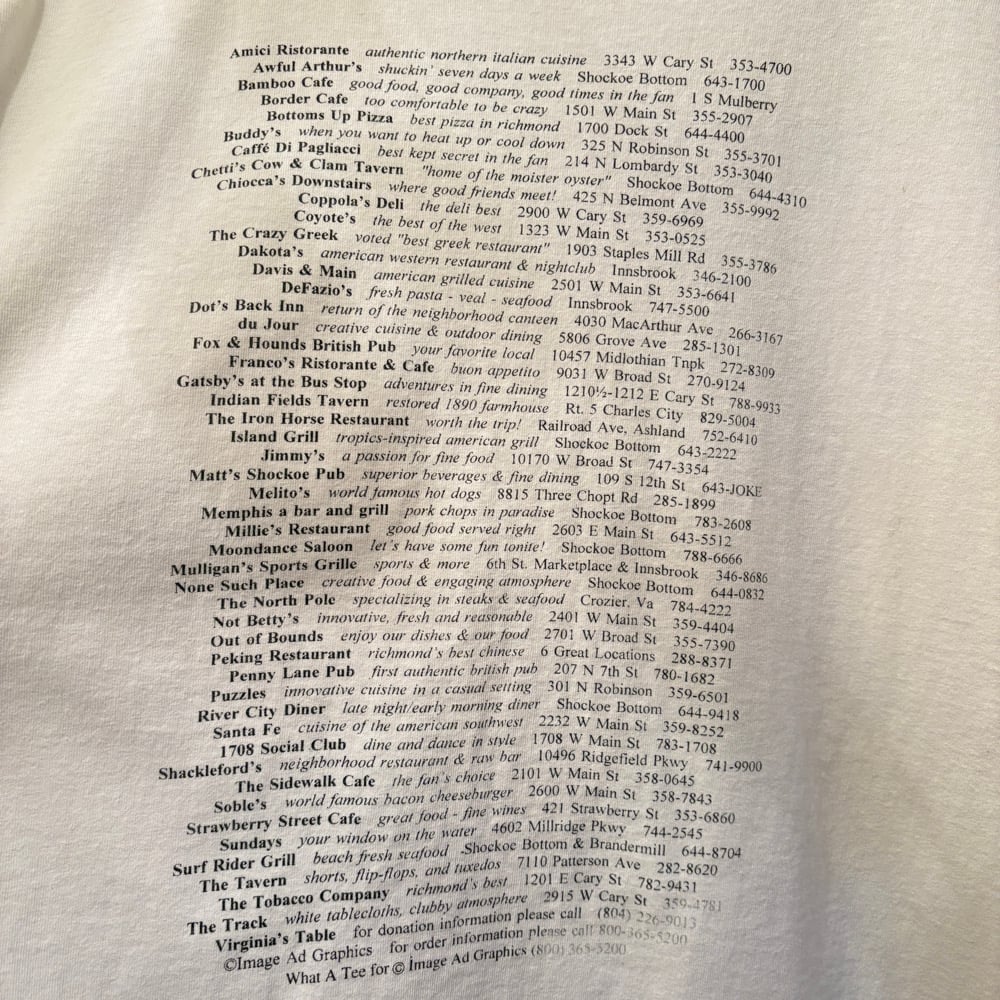 Amici Ristorante authentic northern italian cuisine 3343 W Cary St 353-4700
Awful Arthur's shuckin' seven days a week Shockoe Bottom 643-1700
Bamboo Cafe good food, good company, good times in the fan 1 S Mulberry
Border Cafe too comfortable to be crazy 1501 W Main St 355-2907
Bottoms Up Pizza best pizza in richmond 1700 Dock St 644-4400
Buddy's when you want to heat up or cool down 325 N Robinson St 355-3701
Caffé Di Pagliacci best kept secret in the fan 214 N Lombardy St 353-3040
Chetti's Cow & Clam Tavern "home of the moister oyster" Shockoe Bottom 644-4310
Chiocca's Downstairs where good friends meet! 425 N Belmont Ave 355-9992
Coppola's Deli the deli best 2900 W Cary St 359-6969
Coyote's the best of the west 1323 W Main St 353-0525
The Crazy Greek voted "best greek restaurant" 1903 Staples Mill Rd 355-3786
Dakota's american western restaurant & nightclub Innsbrook 346-2100
Davis & Main american grilled cuisine 2501 W Main St 353-6641
DeFazio's fresh pasta - veal - seafood Innsbrook 747-5500
Dot's Back Inn return of the neighborhood canteen 4030 MacArthur Ave 266-3167
du Jour creative cuisine & outdoor dining 5806 Grove Ave 285-1301
Fox & Hounds British Pub your favorite local 10457 Midlothian Tnpk 272-8309
Franco's Ristorante & Cafe buon appetito 9031 W Broad St 270-9124
Gatsby's at the Bus Stop adventures in fine dining 1210½-1212 E Cary St 788-9933
Indian Fields Tavern restored 1890 farmhouse Rt. 5 Charles City 829-5004
The Iron Horse Restaurant worth the trip! Railroad Ave, Ashland 752-6410
Island Grill tropics-inspired american grill Shockoe Bottom 643-2222
Jimmy's a passion for fine food 10170 W Broad St 747-3354
Matt's Shockoe Pub superior beverages & fine dining 109 S 12th St 643-JOKE
Melito's world famous hot dogs 8815 Three Chopt Rd 285-1899
Memphis a bar and grill pork chops in paradise Shockoe Bottom 783-2608
Millie's Restaurant good food served right 2603 E Main St 643-5512
Moondance Saloon let's have some fun tonite! Shockoe Bottom 788-6666
Mulligan's Sports Grille sports & more 6th St. Marketplace & Innsbrook 346-8686
None Such Place creative food & engaging atmosphere Shockoe Bottom 644-0832
The North Pole specializing in steaks & seafood Crozier, Va 784-4222
Not Betty's innovative, fresh and reasonable 2401 W Main St 359-4404
Out of Bounds enjoy our dishes & our food 2701 W Broad St 355-7390
Peking Restaurant richmond's best chinese 6 Great Locations 288-8371
Penny Lane Pub first authentic british pub 207 N 7th St 780-1682
Puzzles innovative cuisine in a casual setting 301 N Robinson 359-6501
River City Diner late night/early morning diner Shockoe Bottom 644-9418
Santa Fe cuisine of the american southwest 2232 W Main St 359-8252
1708 Social Club dine and dance in style 1708 W Main St 783-1708
Shackleford's neighborhood restaurant & raw bar 10496 Ridgefield Pkwy 741-9900
The Sidewalk Cafe the fan's choice 2101 W Main St 358-0645
Soble's world famous bacon cheeseburger 2600 W Main St 358-7843
Strawberry Street Cafe great food - fine wines 421 Strawberry St 353-6860
Sundays your window on the water 4602 Millridge Pkwy 744-2545
Surf Rider Grill beach fresh seafood Shockoe Bottom & Brandermill 644-8704
The Tavern shorts, flip-flops, and tuxedos 7110 Patterson Ave 282-8620
The Tobacco Company richmond's best 1201 E Cary St 782-9431
The Track white tablecloths, clubby atmosphere 2915 W Cary St 359-4781
Virginia's Table for donation information please call (804) 226-9013
©Image Ad Graphics for order information please call 800-365-5200
What A Tee for © Image Ad Graphics (800) 365-5200